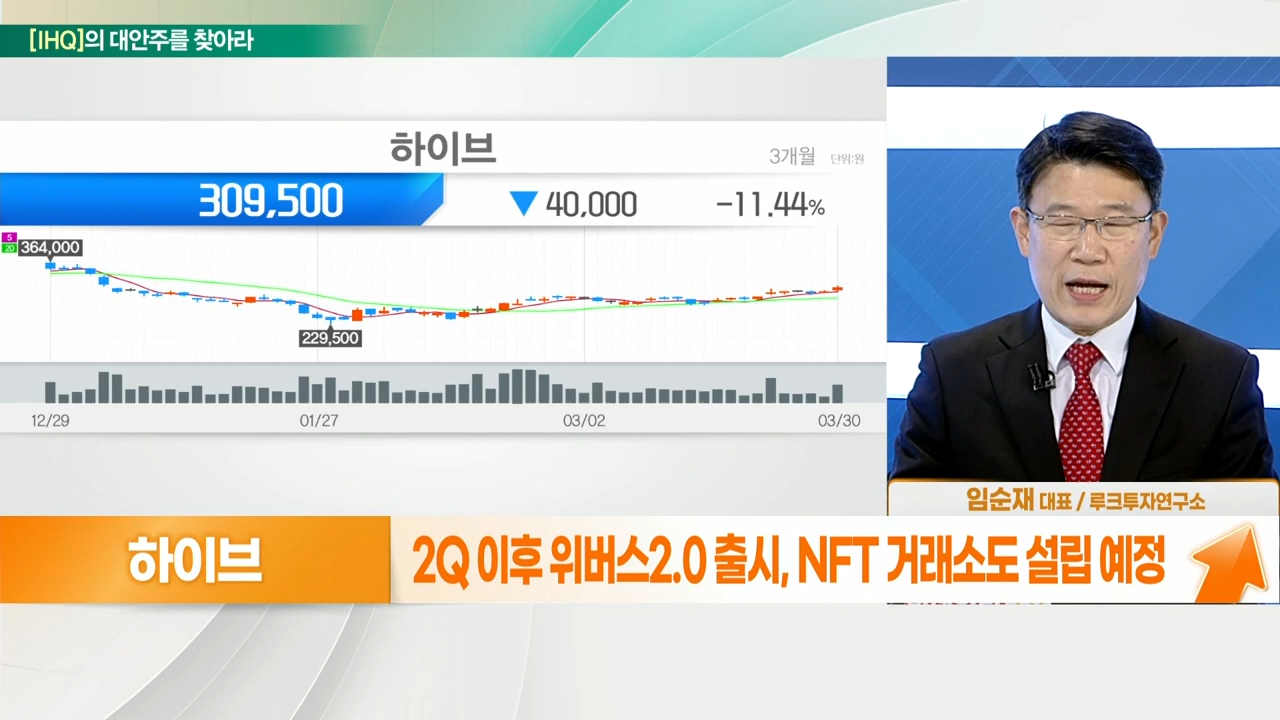 [IHQ]의 대안주를 찾아라
하이브
3개월 단위:원
309,500 ▼ 40,000 -11.44%
5
20
364,000
229,500
12/29 01/27 03/02 03/30
임순재 대표 / 루크투자연구소
하이브
2Q 이후 위버스2.0 출시, NFT 거래소도 설립 예정